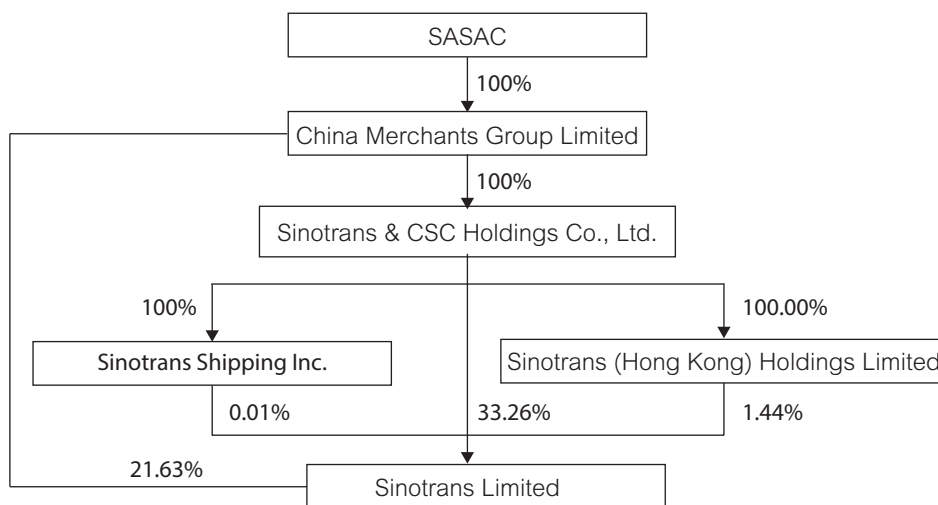 SASAC
100%
China Merchants Group Limited
100%
Sinotrans & CSC Holdings Co., Ltd.
100%
100.00%
Sinotrans Shipping Inc.
Sinotrans (Hong Kong) Holdings Limited
0.01%
33.26%
1.44%
21.63%
Sinotrans Limited